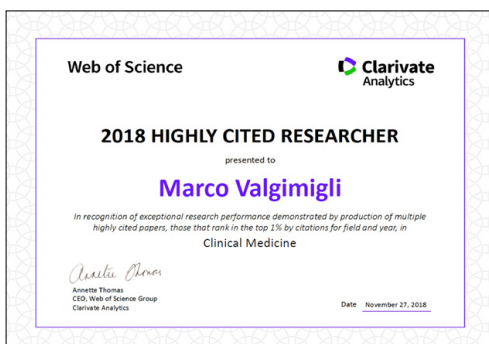 Web of Science
Clarivate
Analytics
2018 HIGHLY CITED RESEARCHER
presented to
Marco Valgimigli
In recognition of exceptional research performance demonstrated by production of multiple
highly cited papers, those that rank in the top 1% by citations for field and year, in
Clinical Medicine
Annette Thomas
Annette Thomas
CEO, Web of Science Group
Clarivate Analytics
Date November 27, 2018